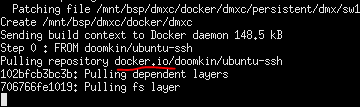 Patching file /mnt/bsp/dmxc/docker/dmxc/persistent/dmx/sw1
Creating /mnt/bsp/dmxc/docker/dmxc
Sending build context to Docker daemon 148.5 kB
Step 0 : FROM doomkin/ubuntu-ssh
Pulling repository docker.io/doomkin/ubuntu-ssh
102bfcb3bc3b: Pulling dependent layers
706766fe1019: Pulling fs layer